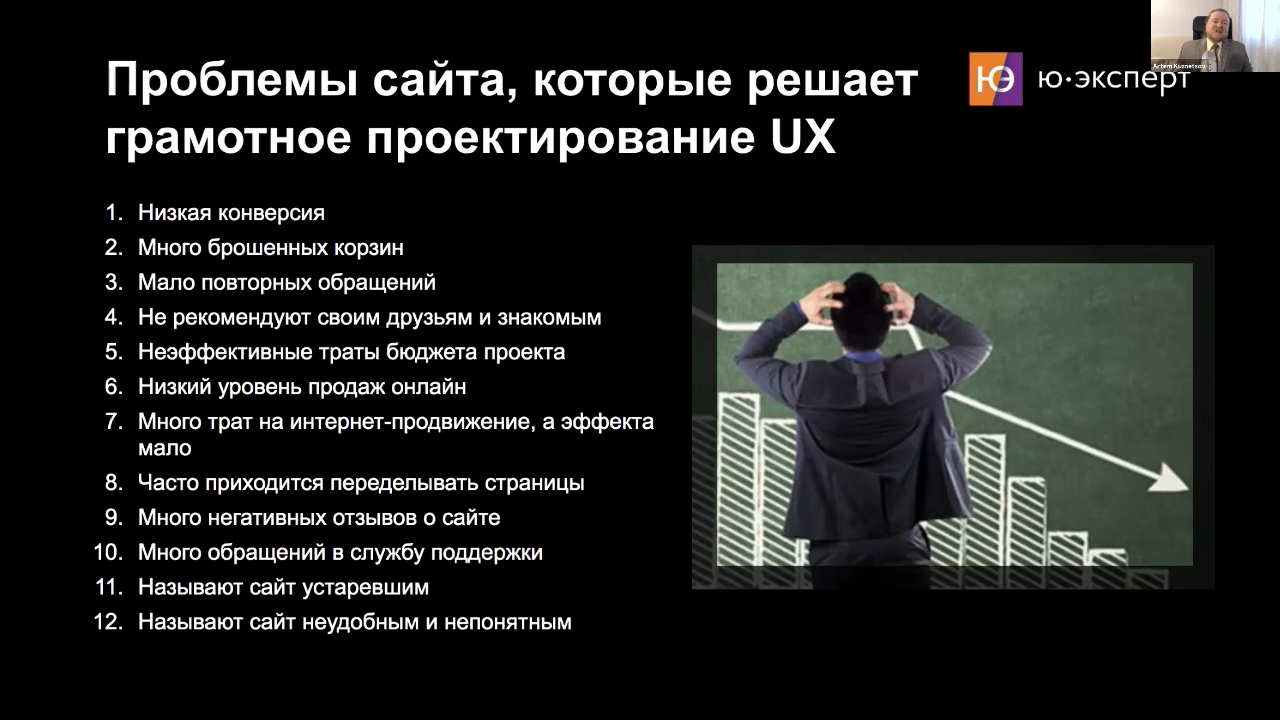 Проблемы сайта, которые решает
грамотное проектирование UX
ЮЭ
ю·эксперт
Artem Kuznetsov
1. Низкая конверсия
2. Много брошенных корзин
3. Мало повторных обращений
4. Не рекомендуют своим друзьям и знакомым
5. Неэффективные траты бюджета проекта
6. Низкий уровень продаж онлайн
7. Много трат на интернет-продвижение, а эффекта
мало
8. Часто приходится переделывать страницы
9. Много негативных отзывов о сайте
10. Много обращений в службу поддержки
11. Называют сайт устаревшим
12. Называют сайт неудобным и непонятным